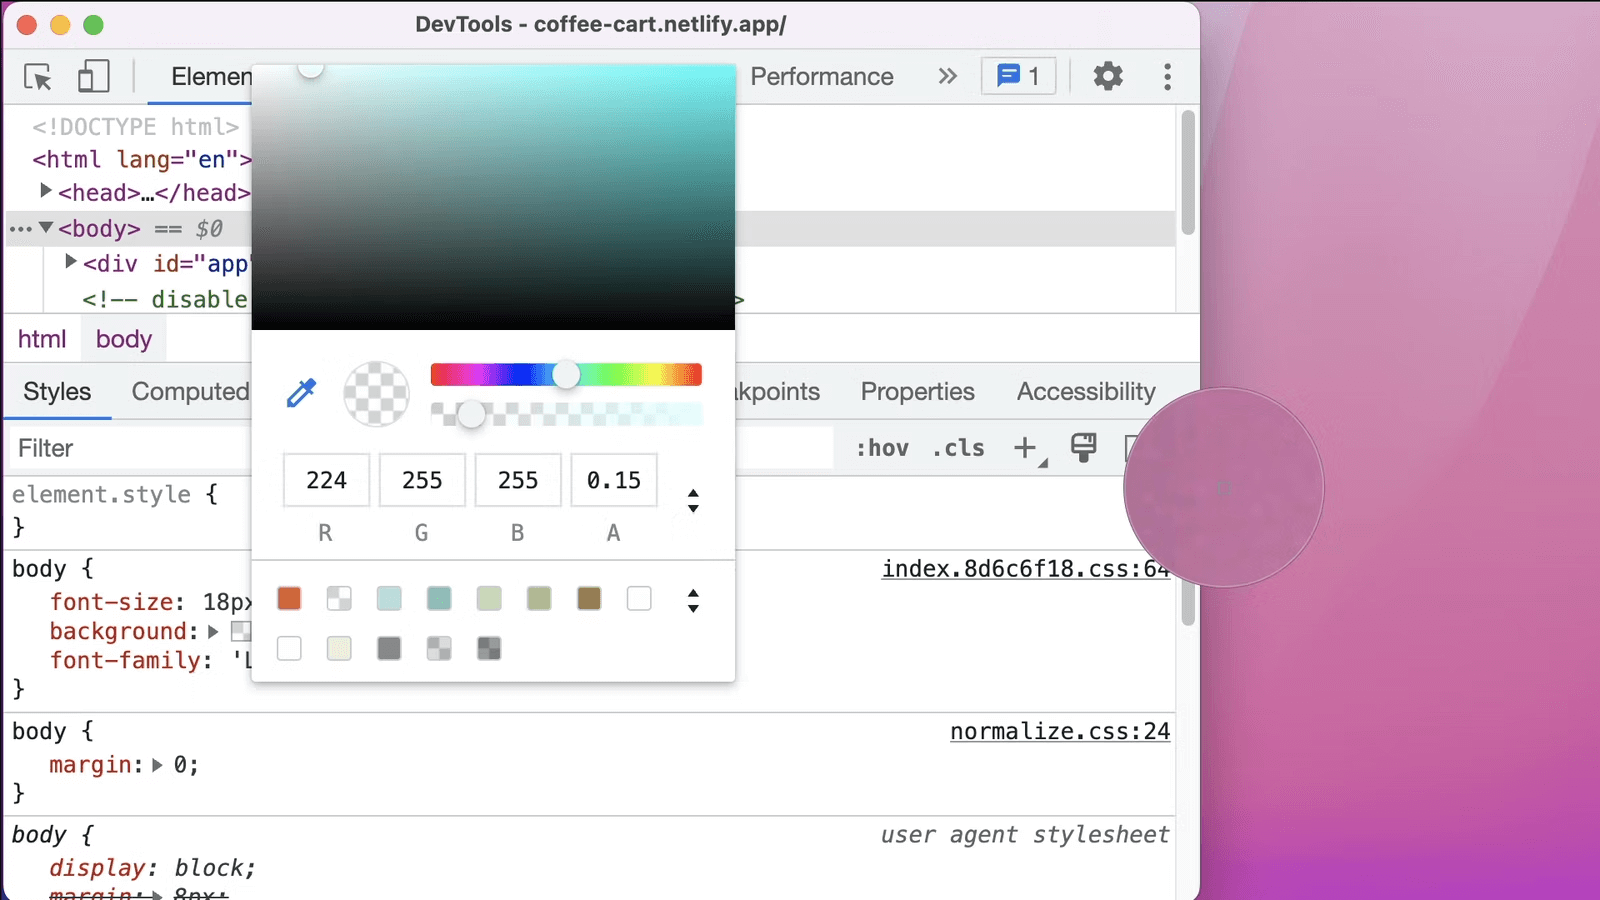 DevTools - coffee-cart.netlify.app/
Elemen Performance 1
<!DOCTYPE html>
<html lang="en">
<head>…</head>
<body> == $0
<div id="app"
<!-- disable >
html body
Styles Computed akpoints Properties Accessibility
Filter :hov .cls
element.style {
}
224 255 255 0.15
R G B A
body { index.8d6c6f18.css:64
font-size: 18px
background:
font-family: 'L
}
body { normalize.css:24
margin: 0;
}
body { user agent stylesheet
display: block;
margin: 8px;